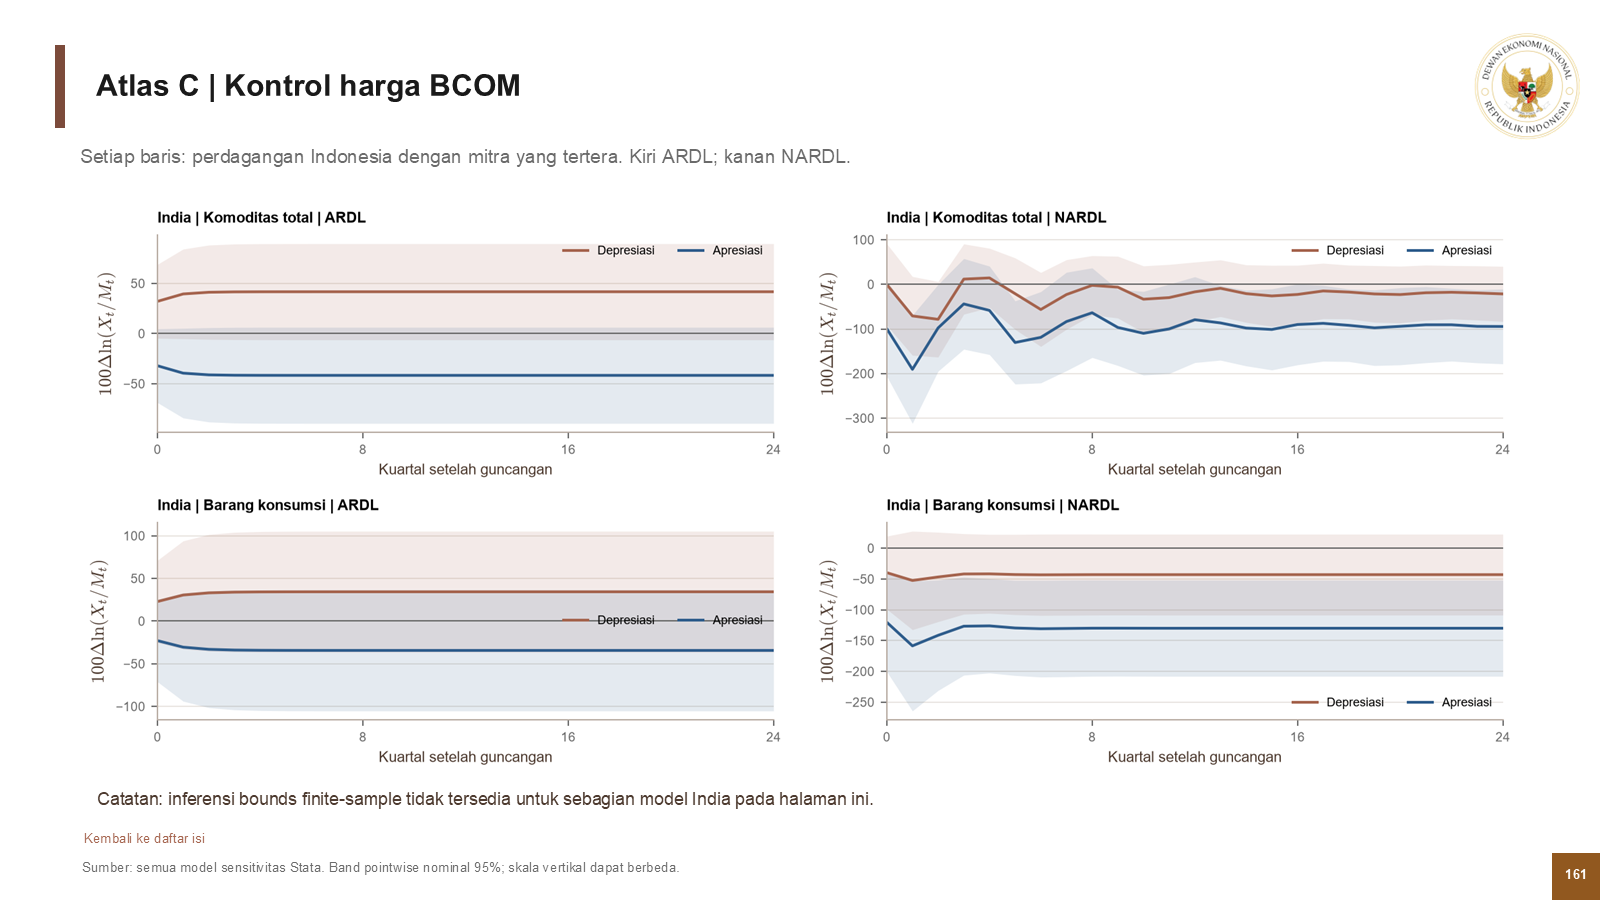 Atlas C | Kontrol harga BCOM
DEWAN EKONOMI NASIONAL
REPUBLIK INDONESIA
Setiap baris: perdagangan Indonesia dengan mitra yang tertera. Kiri ARDL; kanan NARDL.
India | Komoditas total | ARDL
Depresiasi
Apresiasi
100Δln(Xₜ/Mₜ)
50
0
−50
0
8
16
24
Kuartal setelah guncangan
India | Komoditas total | NARDL
Depresiasi
Apresiasi
100Δln(Xₜ/Mₜ)
100
0
−100
−200
−300
0
8
16
24
Kuartal setelah guncangan
India | Barang konsumsi | ARDL
Depresiasi
Apresiasi
100Δln(Xₜ/Mₜ)
100
50
0
−50
−100
0
8
16
24
Kuartal setelah guncangan
India | Barang konsumsi | NARDL
Depresiasi
Apresiasi
100Δln(Xₜ/Mₜ)
0
−50
−100
−150
−200
−250
0
8
16
24
Kuartal setelah guncangan
Catatan: inferensi bounds finite-sample tidak tersedia untuk sebagian model India pada halaman ini.
Kembali ke daftar isi
Sumber: semua model sensitivitas Stata. Band pointwise nominal 95%; skala vertikal dapat berbeda.
161